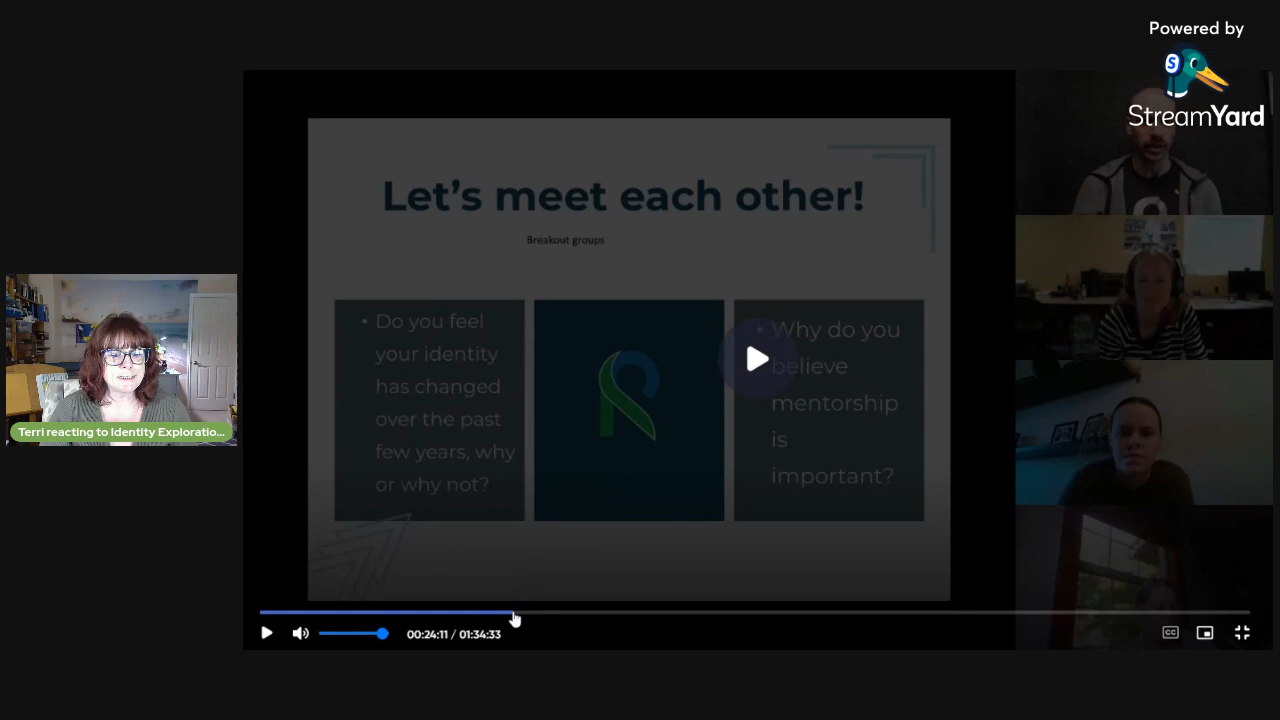 Powered by
StreamYard
Let's meet each other!
Breakout groups
• Do you feel
your identity
has changed
over the past
few years, why
or why not?
• Why do you
believe
mentorship
is
important?
Terri reacting to Identity Exploratio...
00:24:11 / 01:34:33
CC